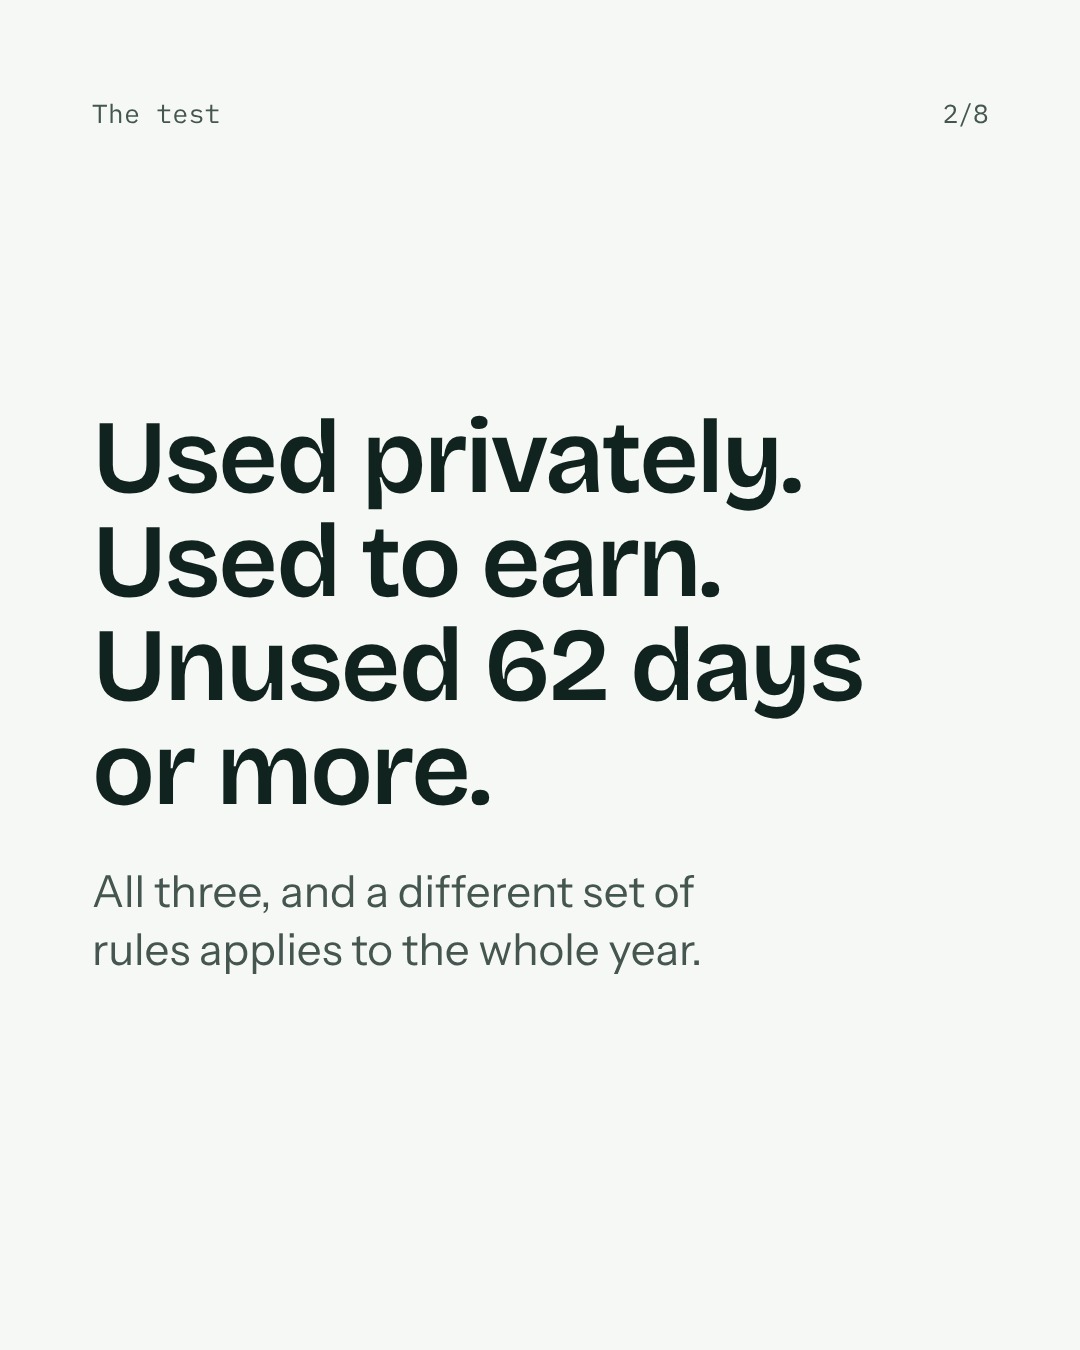 The test
2/8
Used privately.
Used to earn.
Unused 62 days
or more.
All three, and a different set of
rules applies to the whole year.